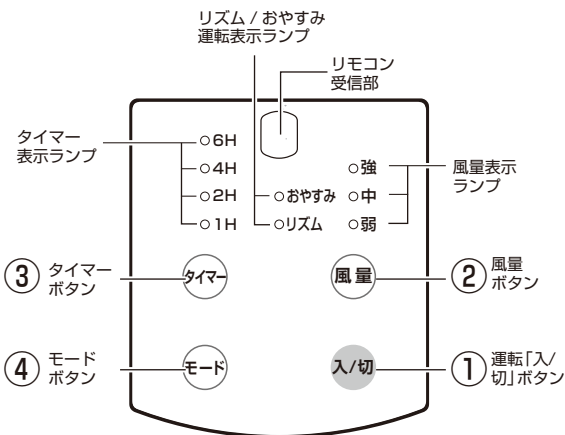 リズム / おやすみ
運転表示ランプ
リモコン
受信部
タイマー
表示ランプ
6H
4H
2H
1H
おやすみ
リズム
強
中
弱
風量表示
ランプ
③ タイマー
ボタン
タイマー
風量
② 風量
ボタン
④ モード
ボタン
モード
入/切
① 運転「入/
切」ボタン